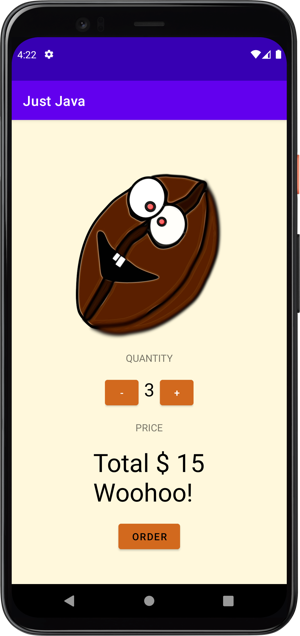 4:22
Just Java
QUANTITY
- 3 +
PRICE
Total $ 15
Woohoo!
ORDER